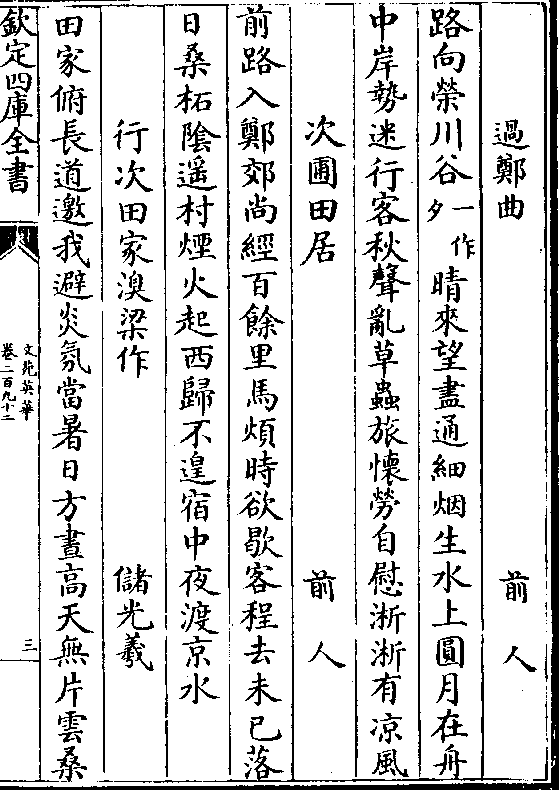 過鄭曲　前人
路向榮川谷一作夕晴來望盡通細烟生水上圓月在舟
中岸勢迷行客秋聲亂草蟲旅懷勞自慰淅淅有涼風
次圃田居　前人
前路入鄭郊尚經百餘里馬煩時欲歇客程去未已落
日桑柘隂遥村煙火起西歸不遑宿中夜渡京水
行次田家澳梁作　儲光羲
田家俯長道邀我避炎氛當暑日方晝高天無片雲桑
欽定四庫全書
文苑英華
卷二百九十二
三